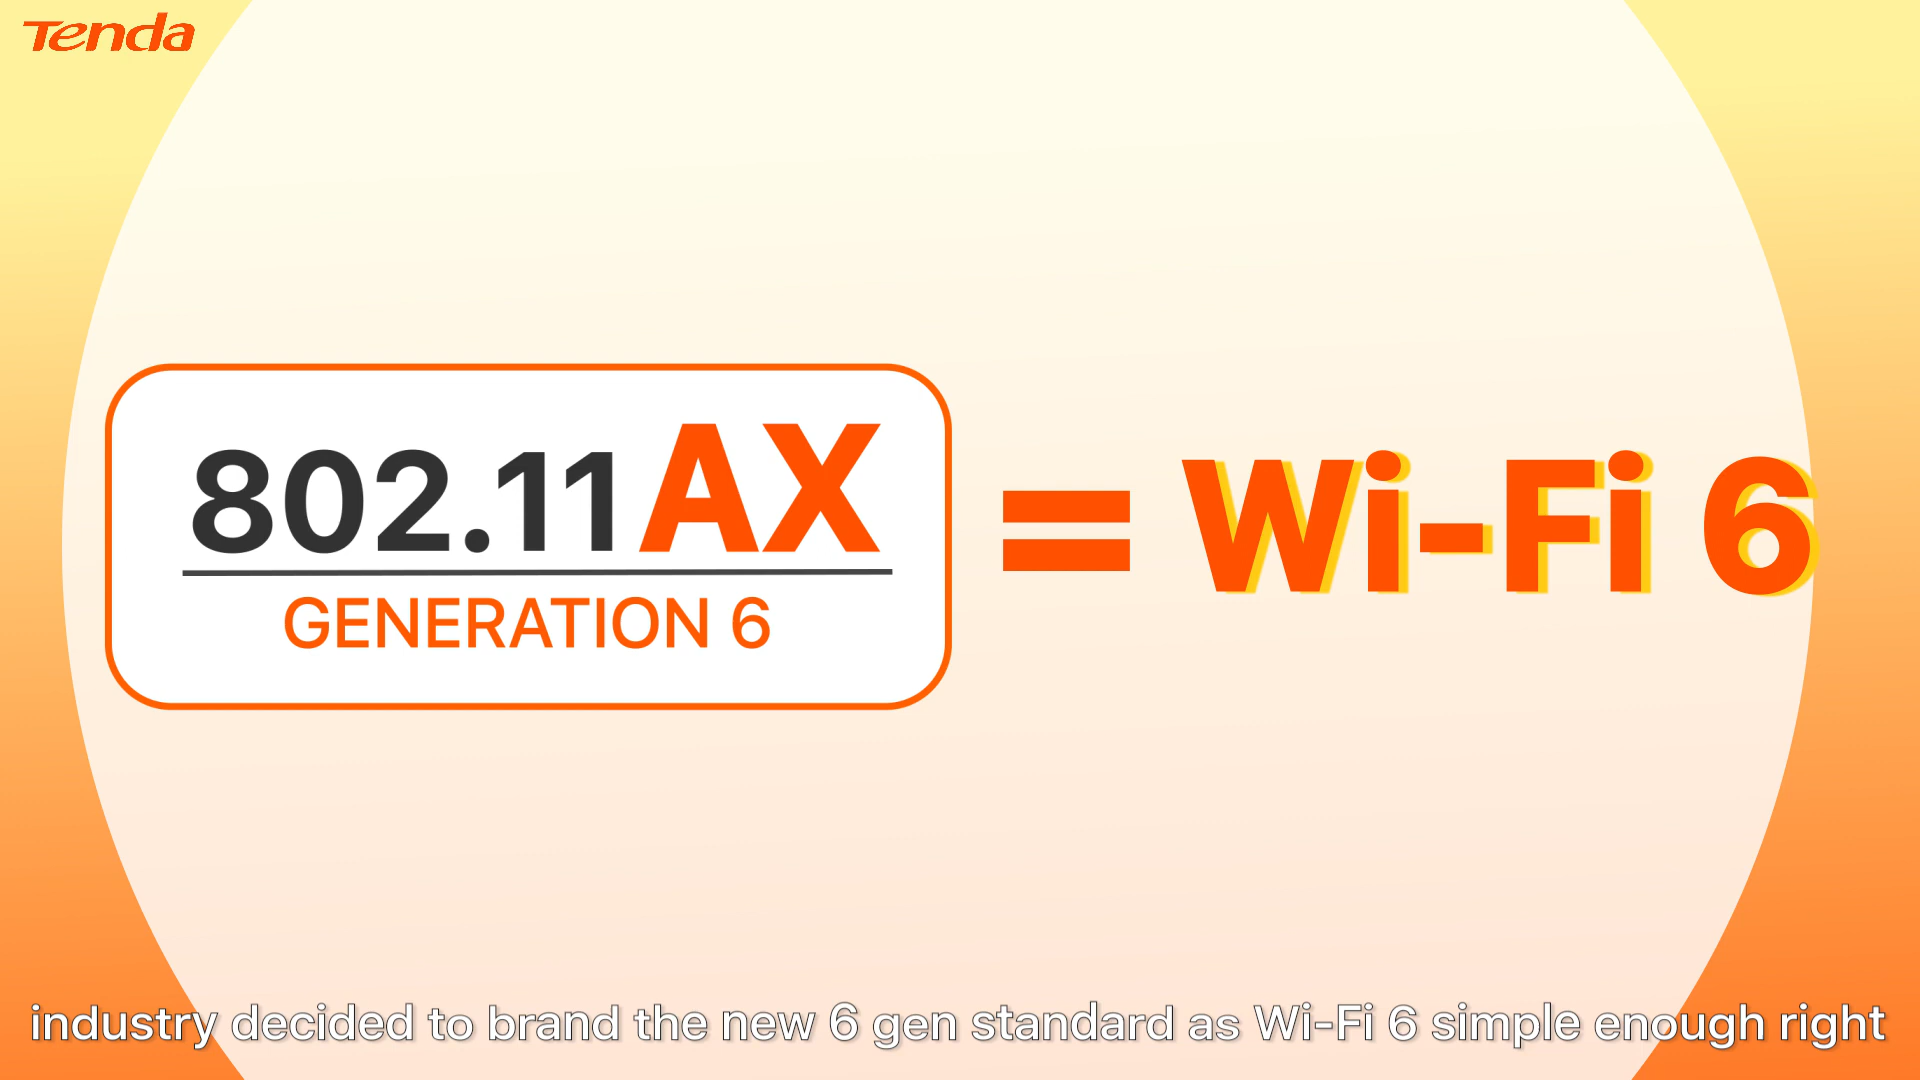 Tenda
802.11AX
GENERATION 6
= Wi-Fi 6
industry decided to brand the new 6 gen standard as Wi-Fi 6 simple enough right